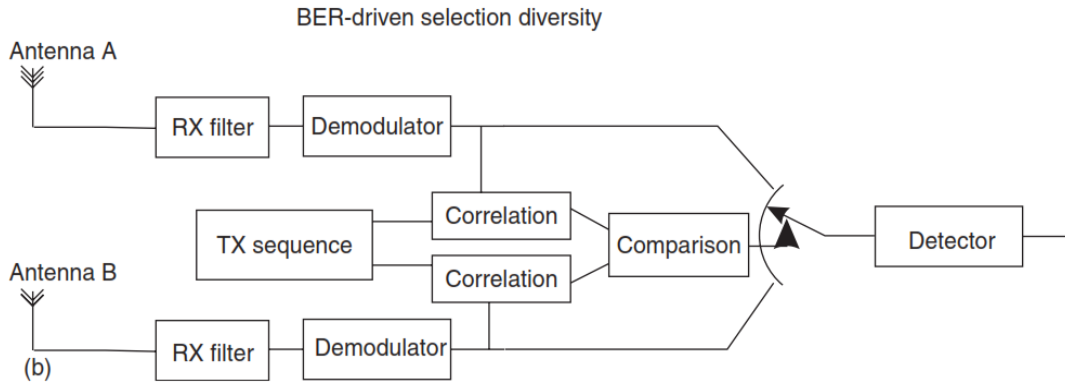 BER-driven selection diversity
Antenna A
RX filter
Demodulator
Correlation
TX sequence
Comparison
Detector
Correlation
Antenna B
RX filter
Demodulator
(b)